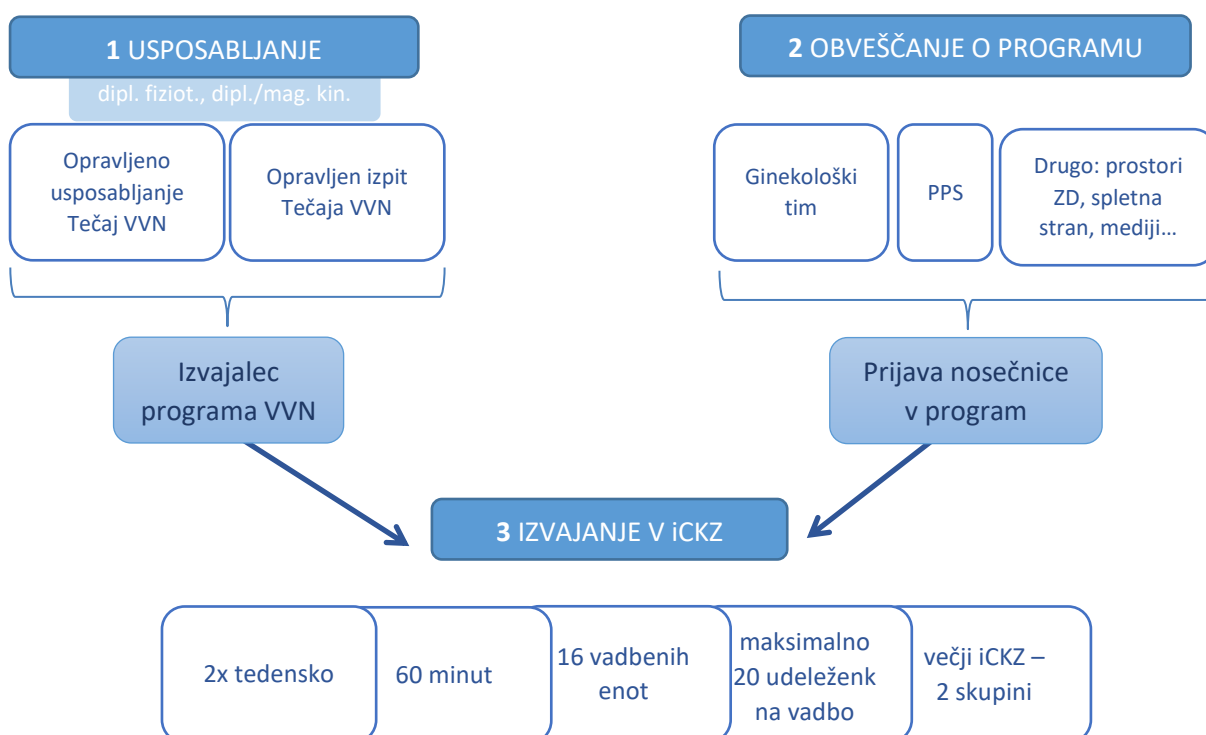 1 USPOSABLJANJE
dipl. fiziot., dipl./mag. kin.
Opravljeno
usposabljanje
Tečaj VVN
Opravljen izpit
Tečaja VVN
Izvajalec
programa VVN
2 OBVEŠČANJE O PROGRAMU
Ginekološki
tim
PPS
Drugo: prostori
ZD, spletna
stran, mediji…
Prijava nosečnice
v program
3 IZVAJANJE V iCKZ
2x tedensko
60 minut
16 vadbenih
enot
maksimalno
20 udeleženk
na vadbo
večji iCKZ –
2 skupini